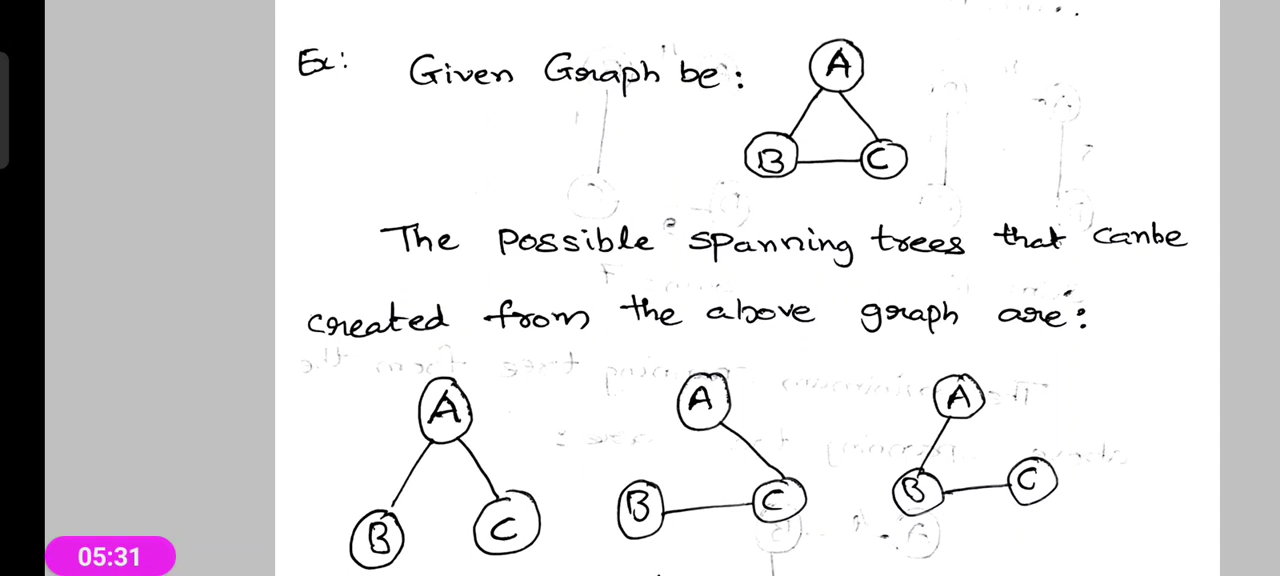 Ex: Given Graph be:
A
B C
The possible spanning trees that canbe
created from the above graph are:
A A A
B C B C B C
05:31